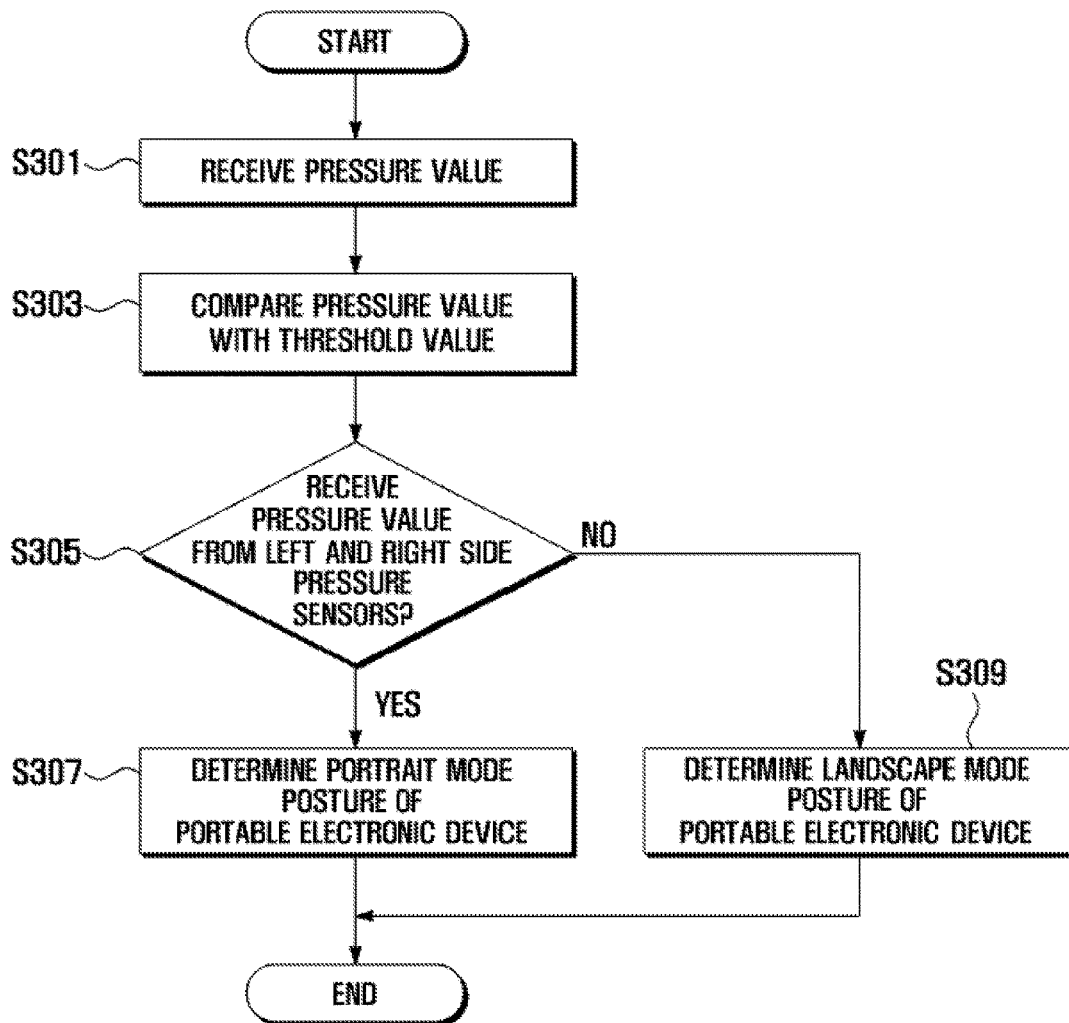 START
S301
RECEIVE PRESSURE VALUE
S303
COMPARE PRESSURE VALUE
WITH THRESHOLD VALUE
S305
RECEIVE
PRESSURE VALUE
FROM LEFT AND RIGHT SIDE
PRESSURE
SENSORS?
NO
YES
S307
DETERMINE PORTRAIT MODE
POSTURE OF
PORTABLE ELECTRONIC DEVICE
S309
DETERMINE LANDSCAPE MODE
POSTURE OF
PORTABLE ELECTRONIC DEVICE
END